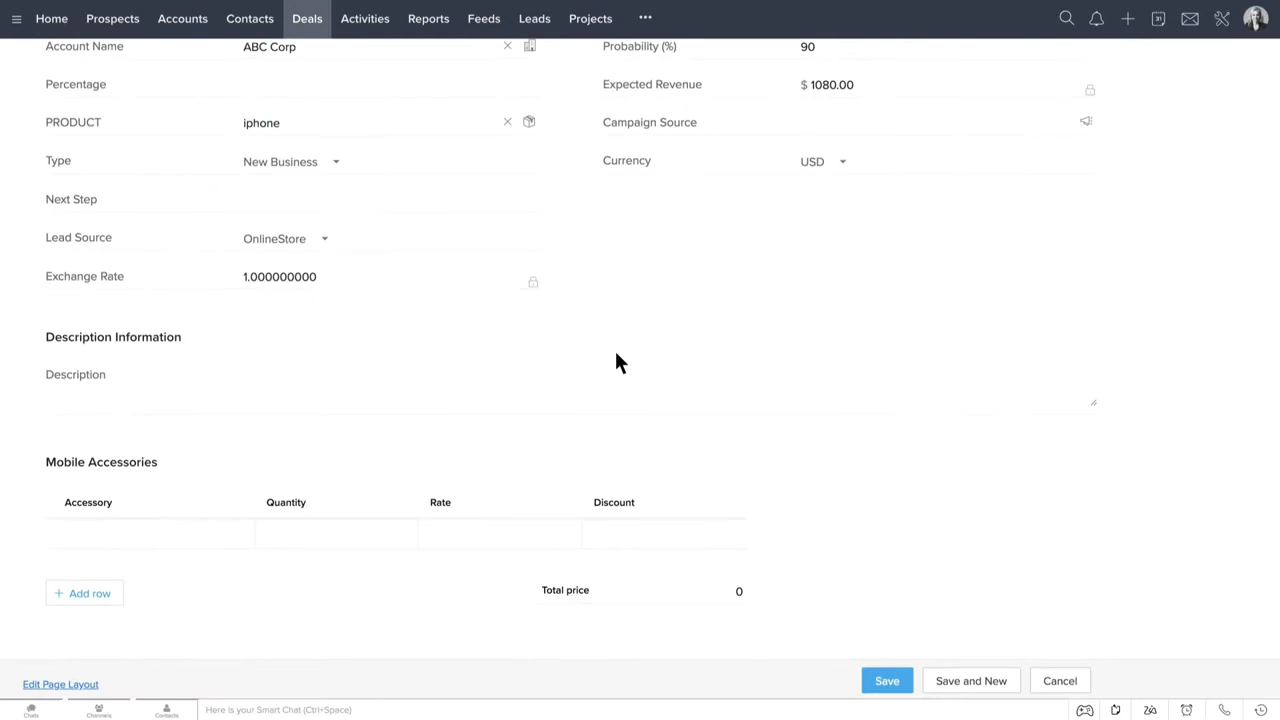 Home Prospects Accounts Contacts Deals Activities Reports Feeds Leads Projects ...
Account Name ABC Corp Probability (%) 90
Percentage Expected Revenue $ 1080.00
PRODUCT iphone Campaign Source
Type New Business Currency USD
Next Step
Lead Source OnlineStore
Exchange Rate 1.000000000
Description Information
Description
Mobile Accessories
Accessory Quantity Rate Discount
+ Add row Total price 0
Edit Page Layout Save Save and New Cancel
Chats Channels Contacts Here is your Smart Chat (Ctrl+Space)